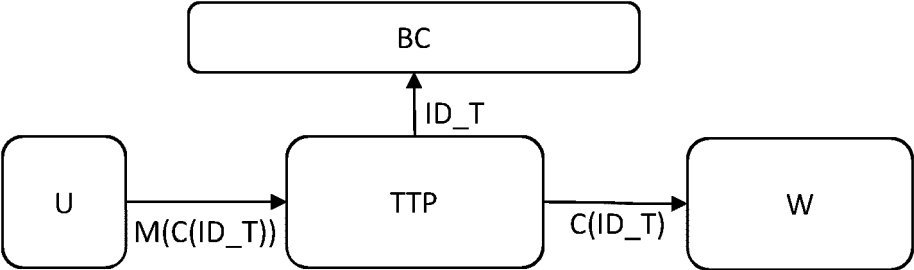 BC
ID_T
U
TTP
W
M(C(ID_T))
C(ID_T)